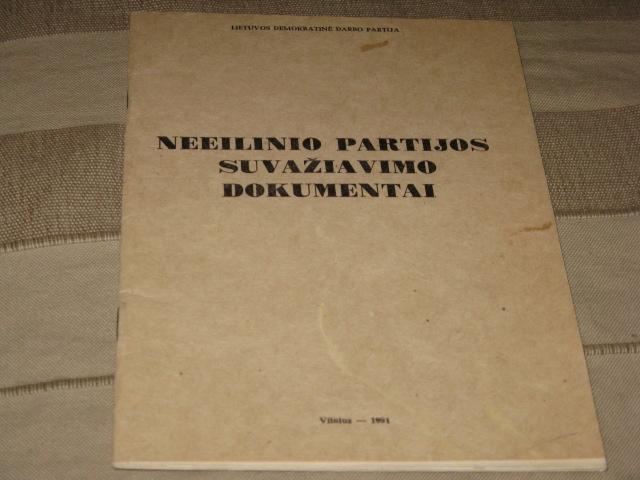 LIETUVOS DEMOKRATINĖ DARBO PARTIJA
NEEILINIO PARTIJOS
SUVAŽIAVIMO
DOKUMENTAI
Vilnius — 1991